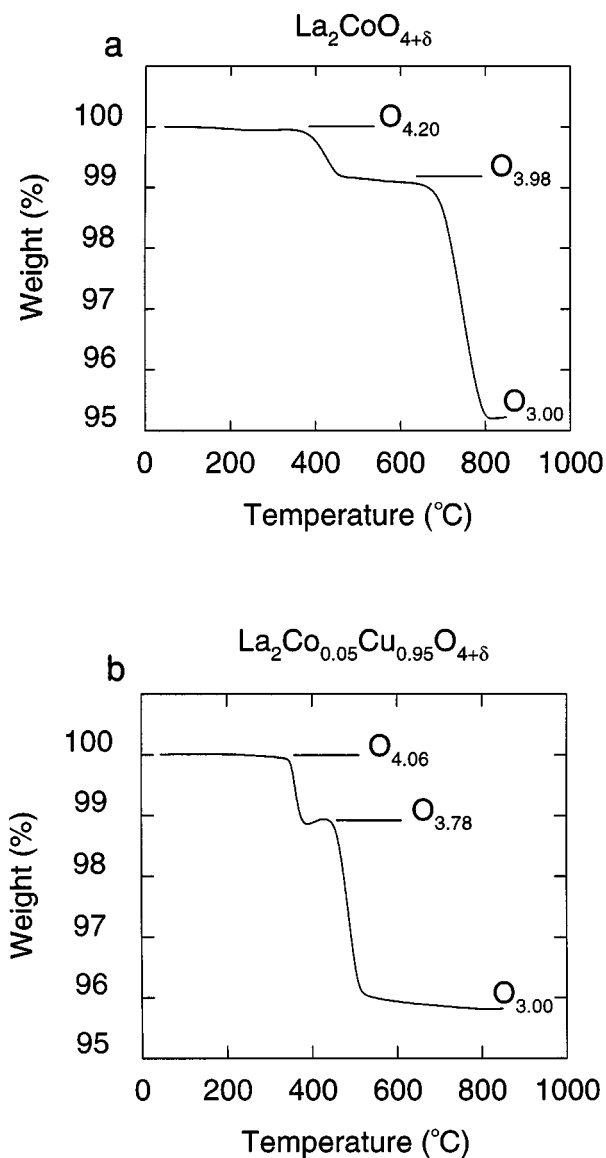 a
La₂CoO₄₊δ
100
99
98
97
96
95
Weight (%)
O₄.₂₀
O₃.₉₈
O₃.₀₀
0 200 400 600 800 1000
Temperature (°C)
b
La₂Co₀.₀₅Cu₀.₉₅O₄₊δ
100
99
98
97
96
95
Weight (%)
O₄.₀₆
O₃.₇₈
O₃.₀₀
0 200 400 600 800 1000
Temperature (°C)